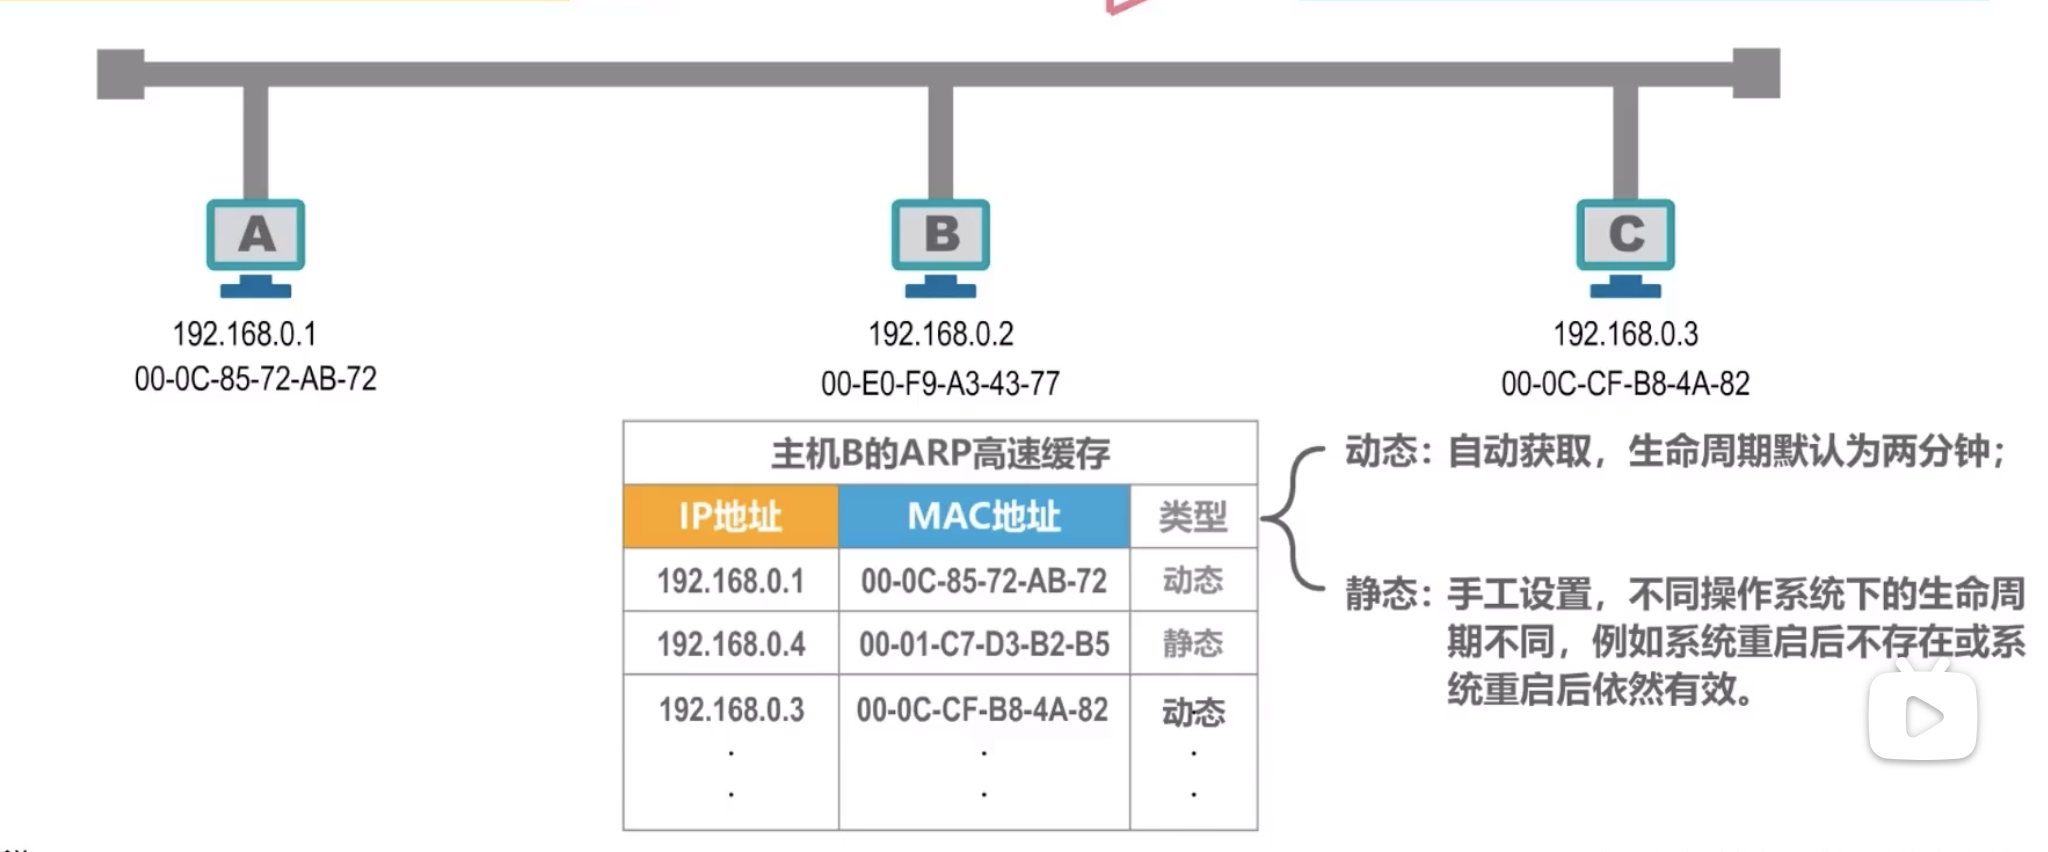 A
B
C
192.168.0.1
192.168.0.2
192.168.0.3
00-0C-85-72-AB-72
00-E0-F9-A3-43-77
00-0C-CF-B8-4A-82
主机B的ARP高速缓存
IP地址 MAC地址 类型
192.168.0.1 00-0C-85-72-AB-72 动态
192.168.0.4 00-01-C7-D3-B2-B5 静态
192.168.0.3 00-0C-CF-B8-4A-82 动态
动态：自动获取，生命周期默认为两分钟；
静态：手工设置，不同操作系统下的生命周
期不同，例如系统重启后不存在或系
统重启后依然有效。